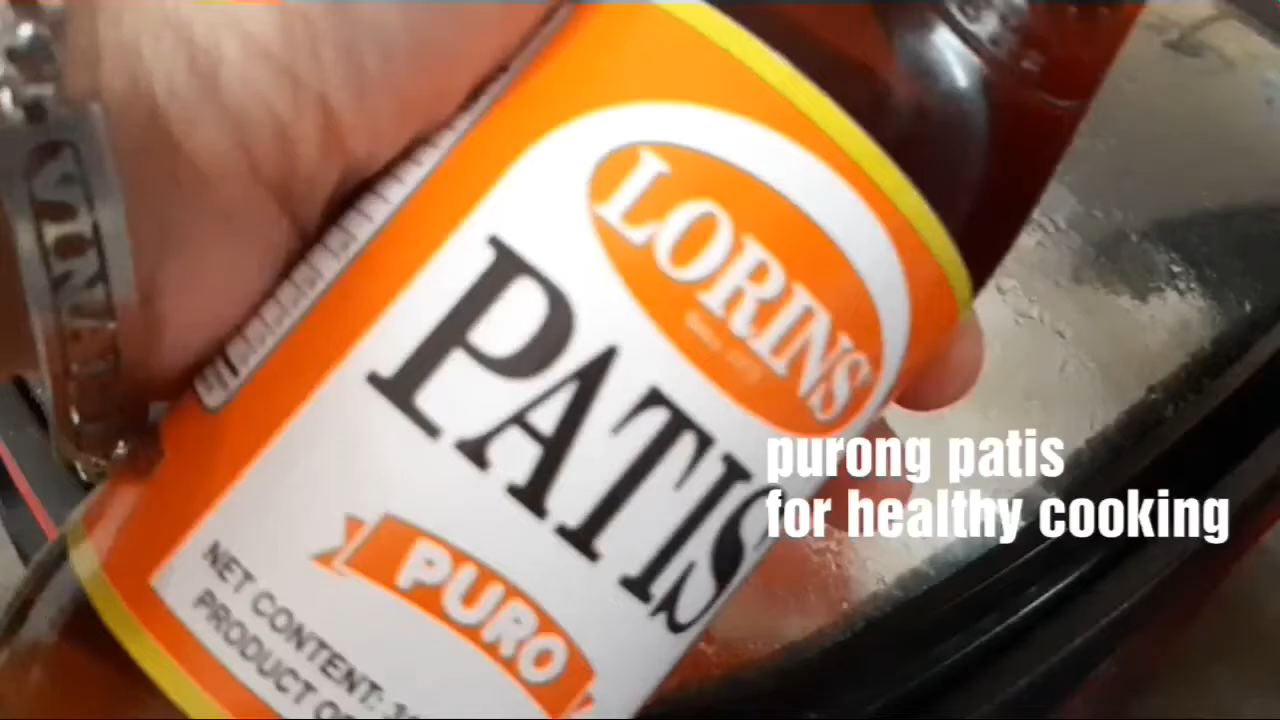 LORINS
PATIS
PURO
NET CONTENT:
PRODUCT OF
purong patis
for healthy cooking